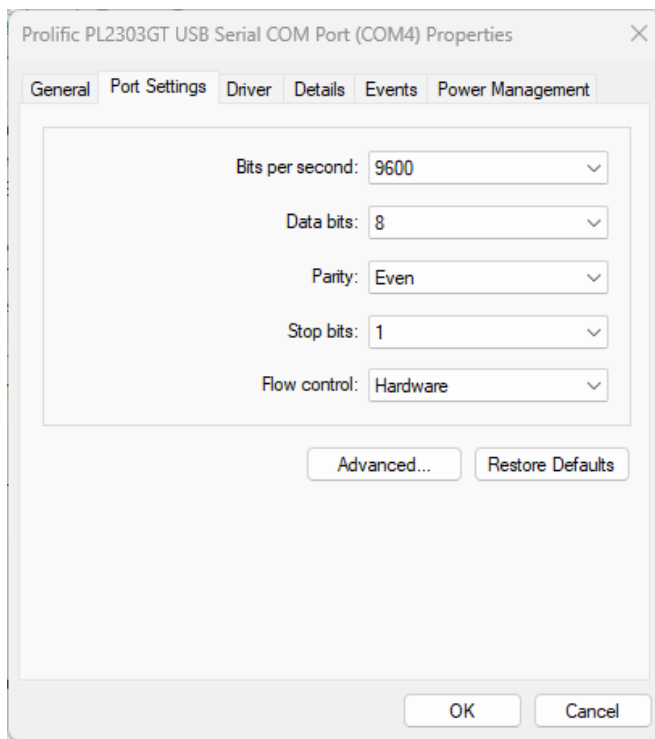 Prolific PL2303GT USB Serial COM Port (COM4) Properties
General Port Settings Driver Details Events Power Management
Bits per second: 9600
Data bits: 8
Parity: Even
Stop bits: 1
Flow control: Hardware
Advanced... Restore Defaults
OK Cancel